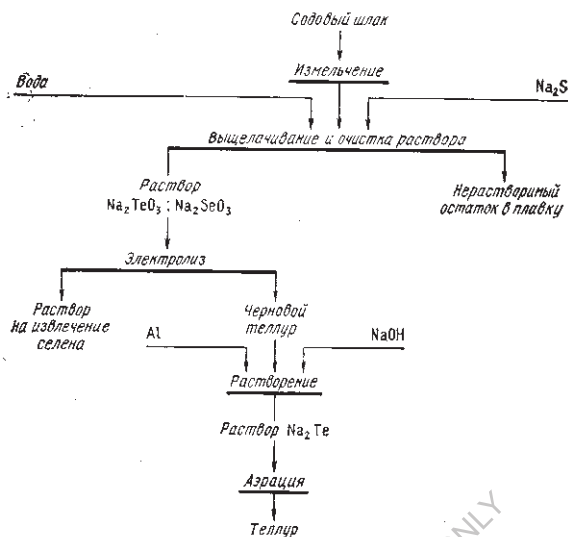 Содовый шлак
Измельчение
Вода
Na₂S
Выщелачивание и очистка раствора
Раствор
Na₂TeO₃; Na₂SeO₃
Нерастворимый
остаток в плавку
Электролиз
Раствор
на извлечение
селена
Черновой
теллур
Al
NaOH
Растворение
Раствор Na₂Te
Аэрация
Теллур
NLY